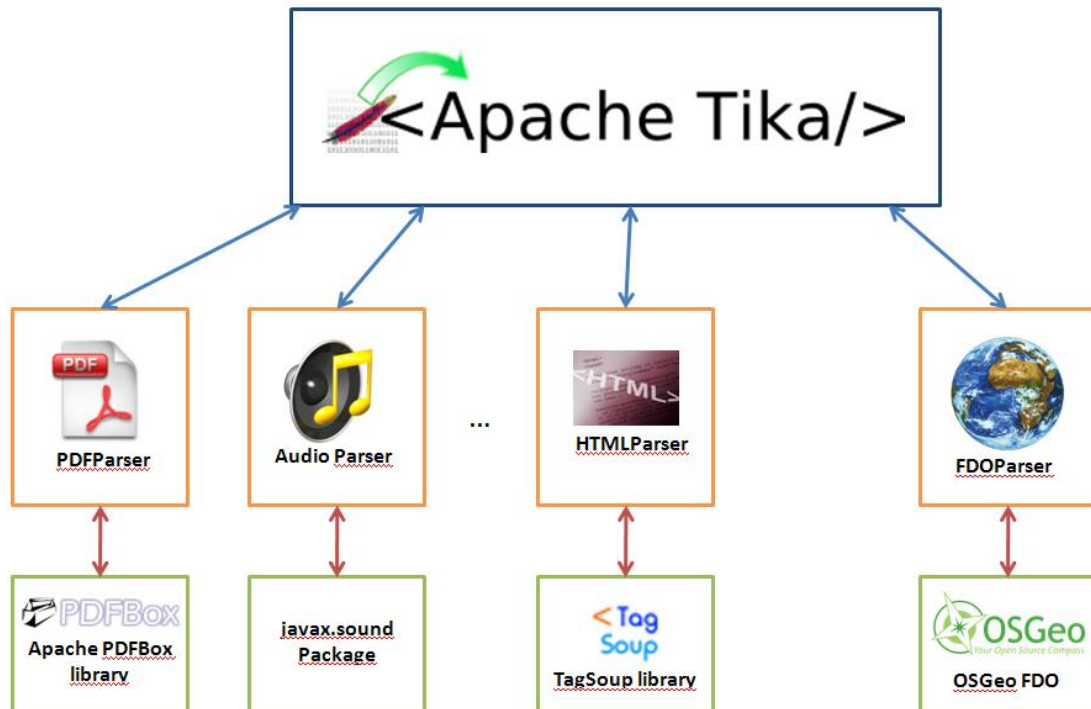 <Apache Tika/>
PDF
PDFParser
Audio Parser
...
<HTML>
HTMLParser
FDOParser
PDFBox
Apache PDFBox
library
javax.sound
Package
<Tag
Soup
TagSoup library
OSGeo
Your Open Source Compass
OSGeo FDO